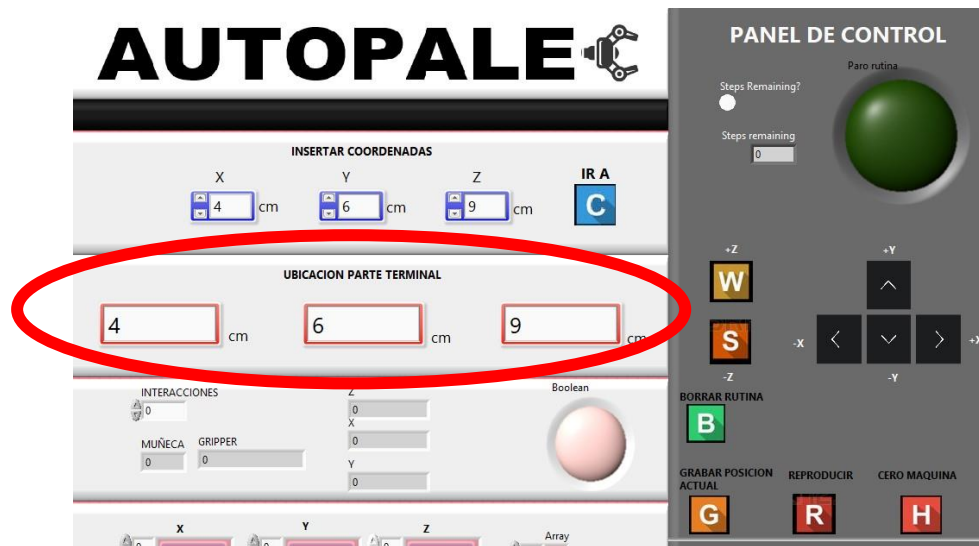 AUTOPALE
INSERTAR COORDENADAS
X Y Z IR A
4 cm 6 cm 9 cm C
UBICACION PARTE TERMINAL
4 cm 6 cm 9 cm
INTERACCIONES
0
MUÑECA GRIPPER
0 0
Z
0
X
0
Y
0
Boolean
X Y Z Array
PANEL DE CONTROL
Paro rutina
Steps Remaining?
Steps remaining
0
+Z +Y
W
S -X +X
-Z -Y
BORRAR RUTINA
B
GRABAR POSICION
ACTUAL
REPRODUCIR
CERO MAQUINA
G R H